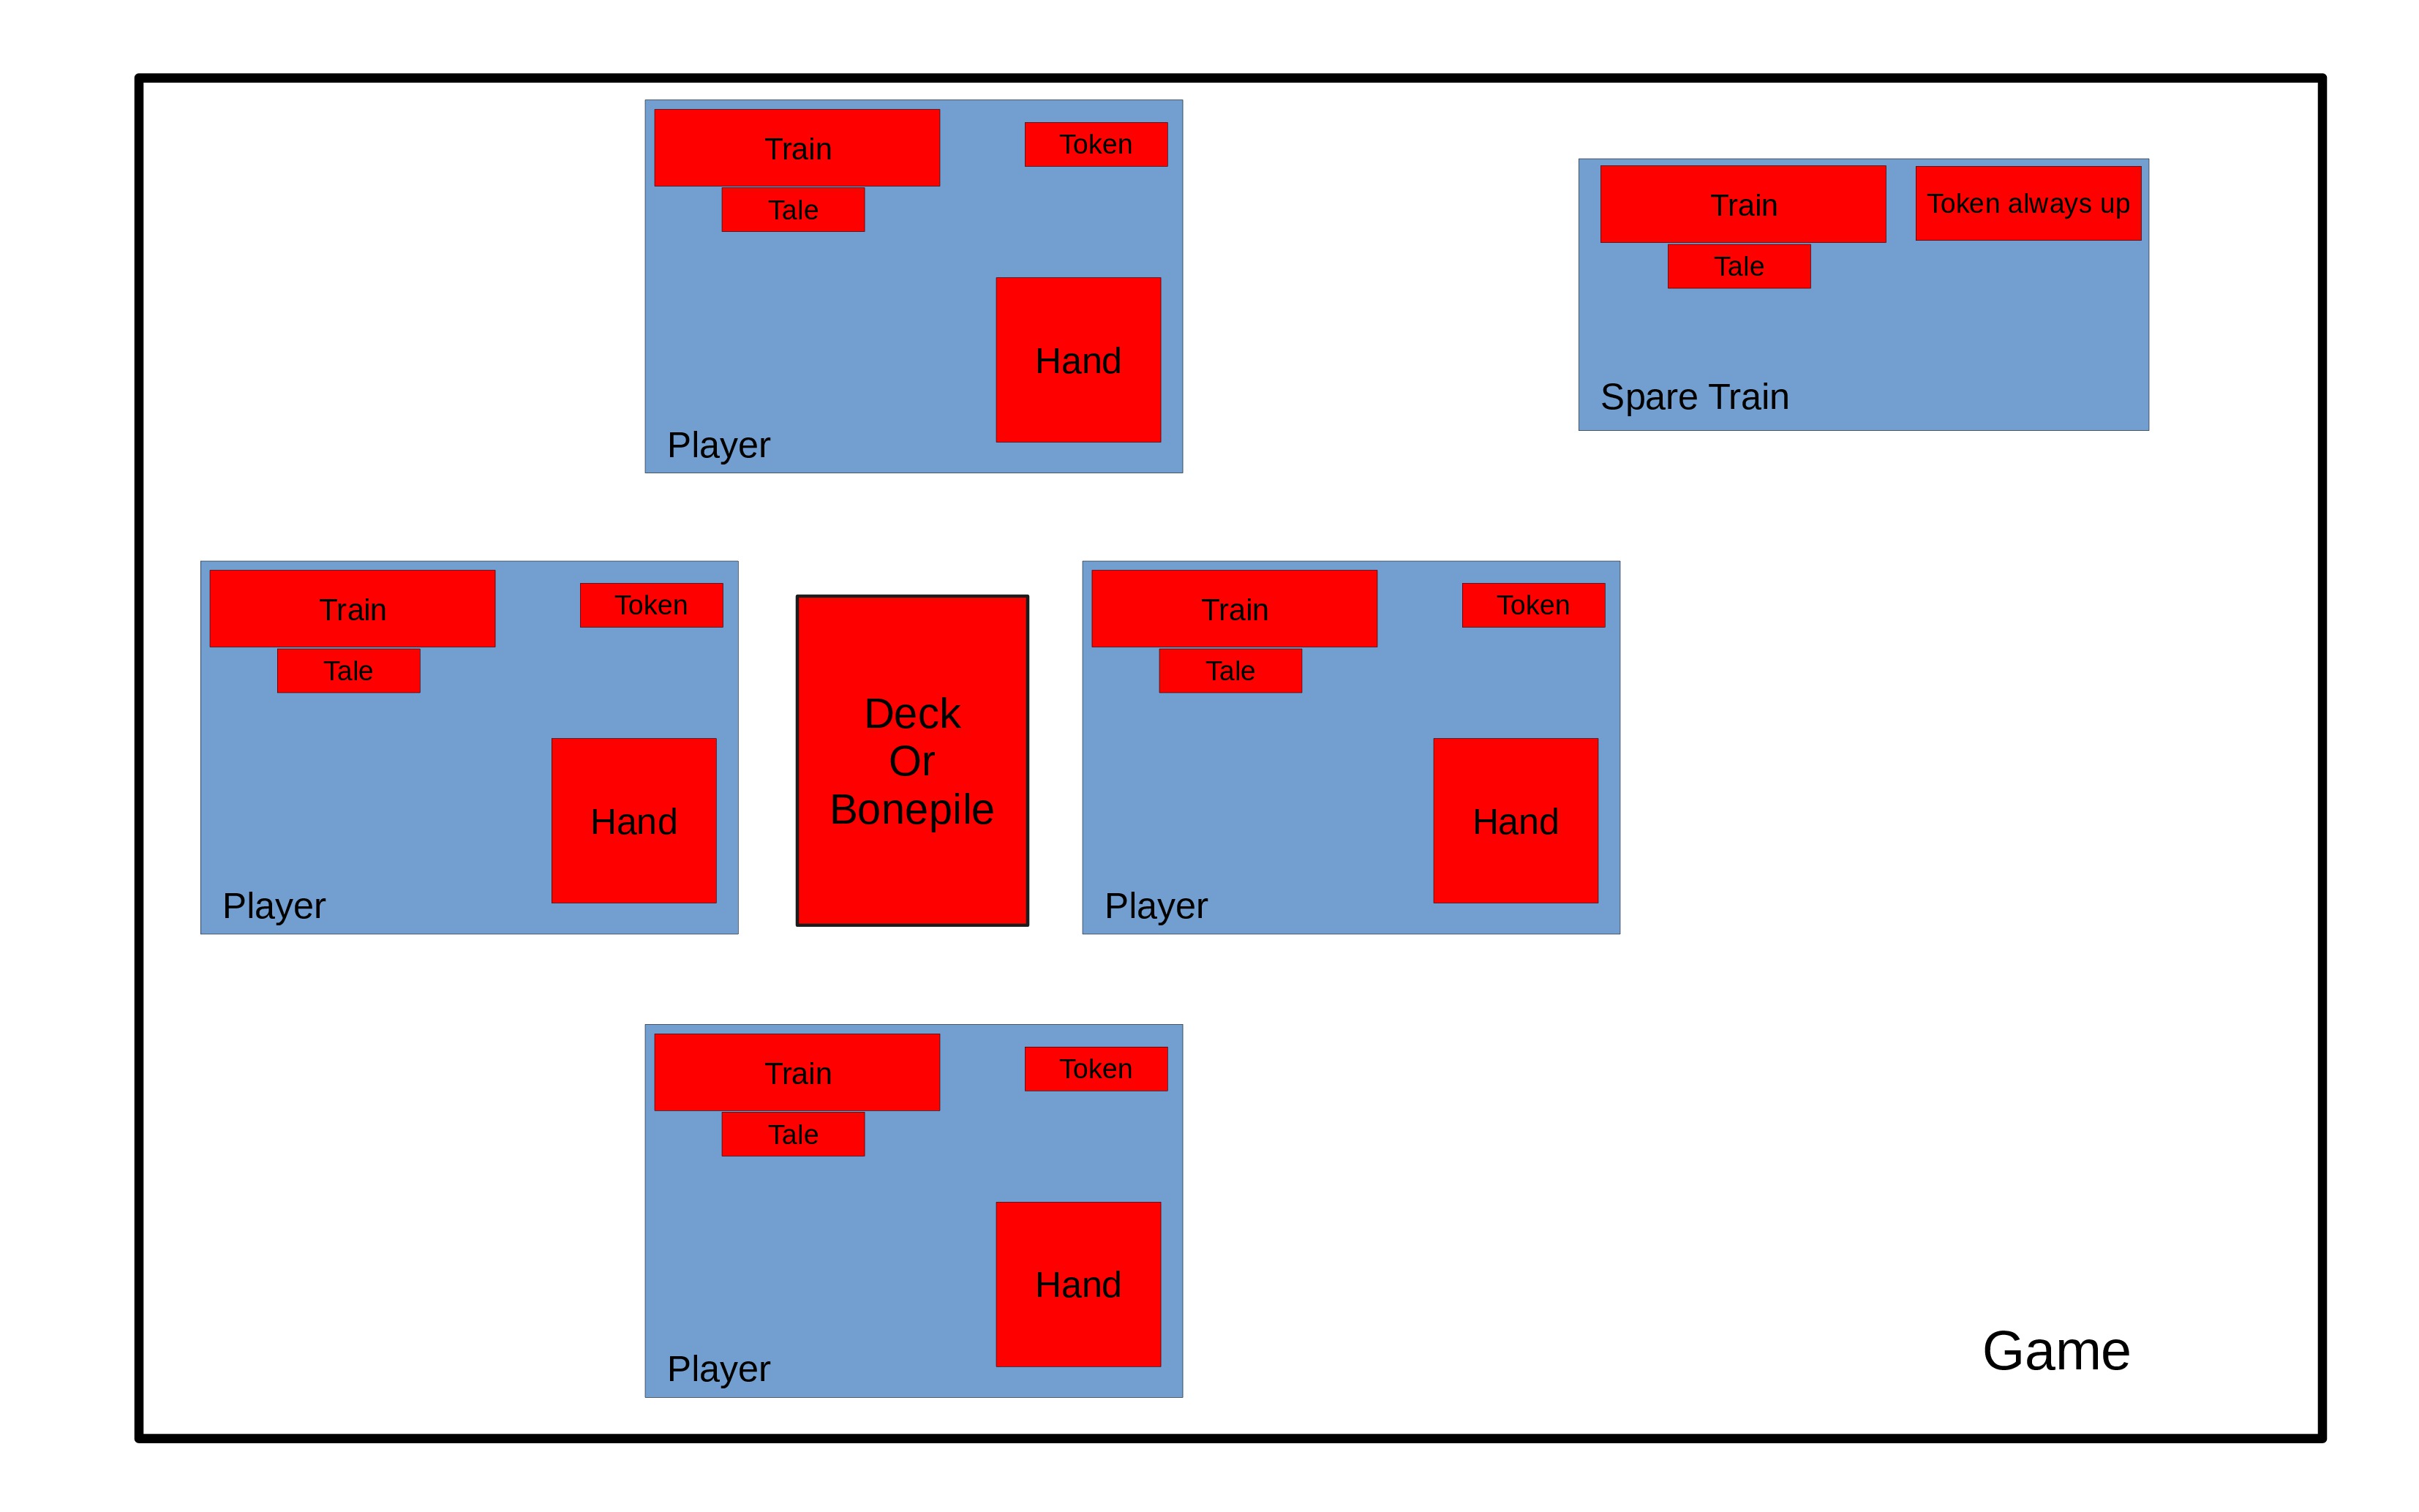 Train
Token
Tale
Hand
Player
Train
Token always up
Tale
Spare Train
Train
Token
Tale
Hand
Player
Deck
Or
Bonepile
Train
Token
Tale
Hand
Player
Train
Token
Tale
Hand
Player
Game